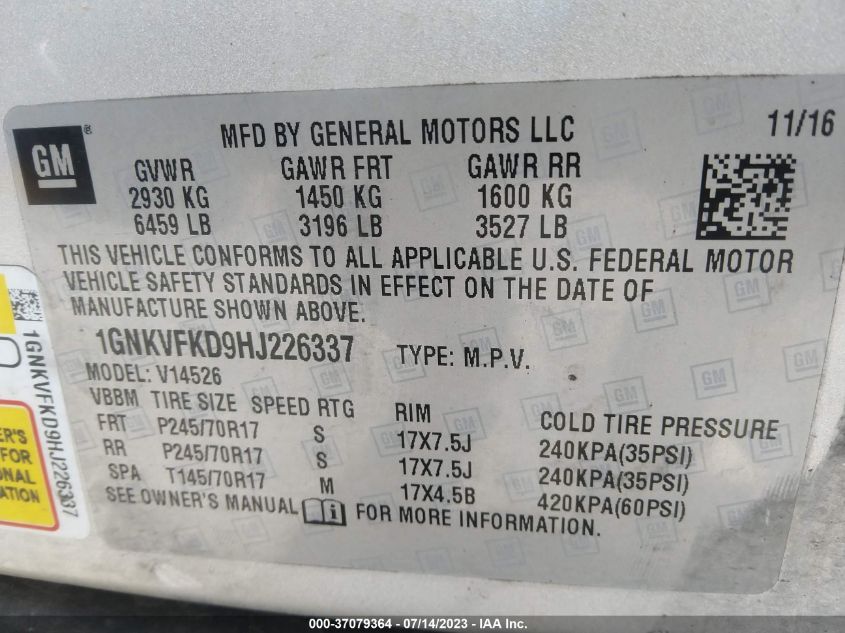 GM ®
MFD BY GENERAL MOTORS LLC 11/16
GVWR GAWR FRT GAWR RR
2930 KG 1450 KG 1600 KG
6459 LB 3196 LB 3527 LB
THIS VEHICLE CONFORMS TO ALL APPLICABLE U.S. FEDERAL MOTOR
VEHICLE SAFETY STANDARDS IN EFFECT ON THE DATE OF
MANUFACTURE SHOWN ABOVE.
1GNKVFKD9HJ226337 TYPE: M.P.V.
MODEL: V14526
VBBM TIRE SIZE SPEED RTG RIM COLD TIRE PRESSURE
FRT P245/70R17 S 17X7.5J 240KPA(35PSI)
RR P245/70R17 S 17X7.5J 240KPA(35PSI)
SPA T145/70R17 M 17X4.5B 420KPA(60PSI)
SEE OWNER'S MANUAL i FOR MORE INFORMATION.
1GNKVFKD9HJ226337
ER'S
FOR
ONAL
ATION
000-37079364 - 07/14/2023 - IAA Inc.